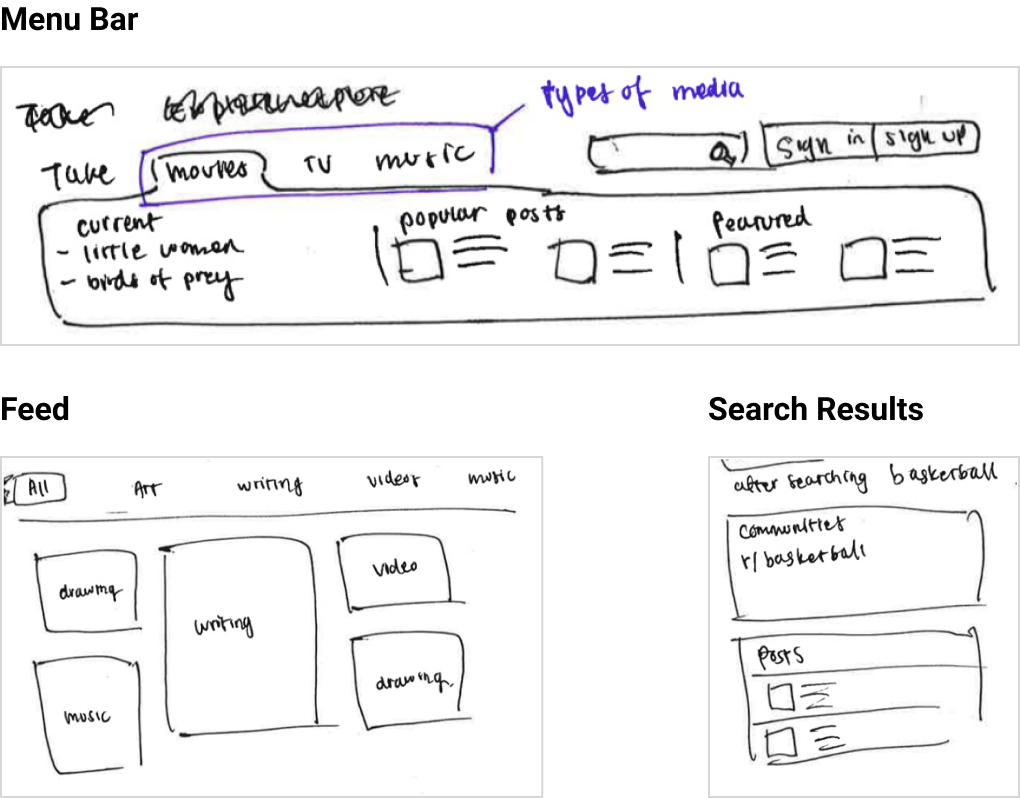 Menu Bar
types of media
Take movies TV music Sign in sign up
current popular posts featured
- little women
- birds of prey
Feed Search Results
All Art writing videos music
after searching basketball
communities
r/basketball
drawing writing video
music drawing
Posts